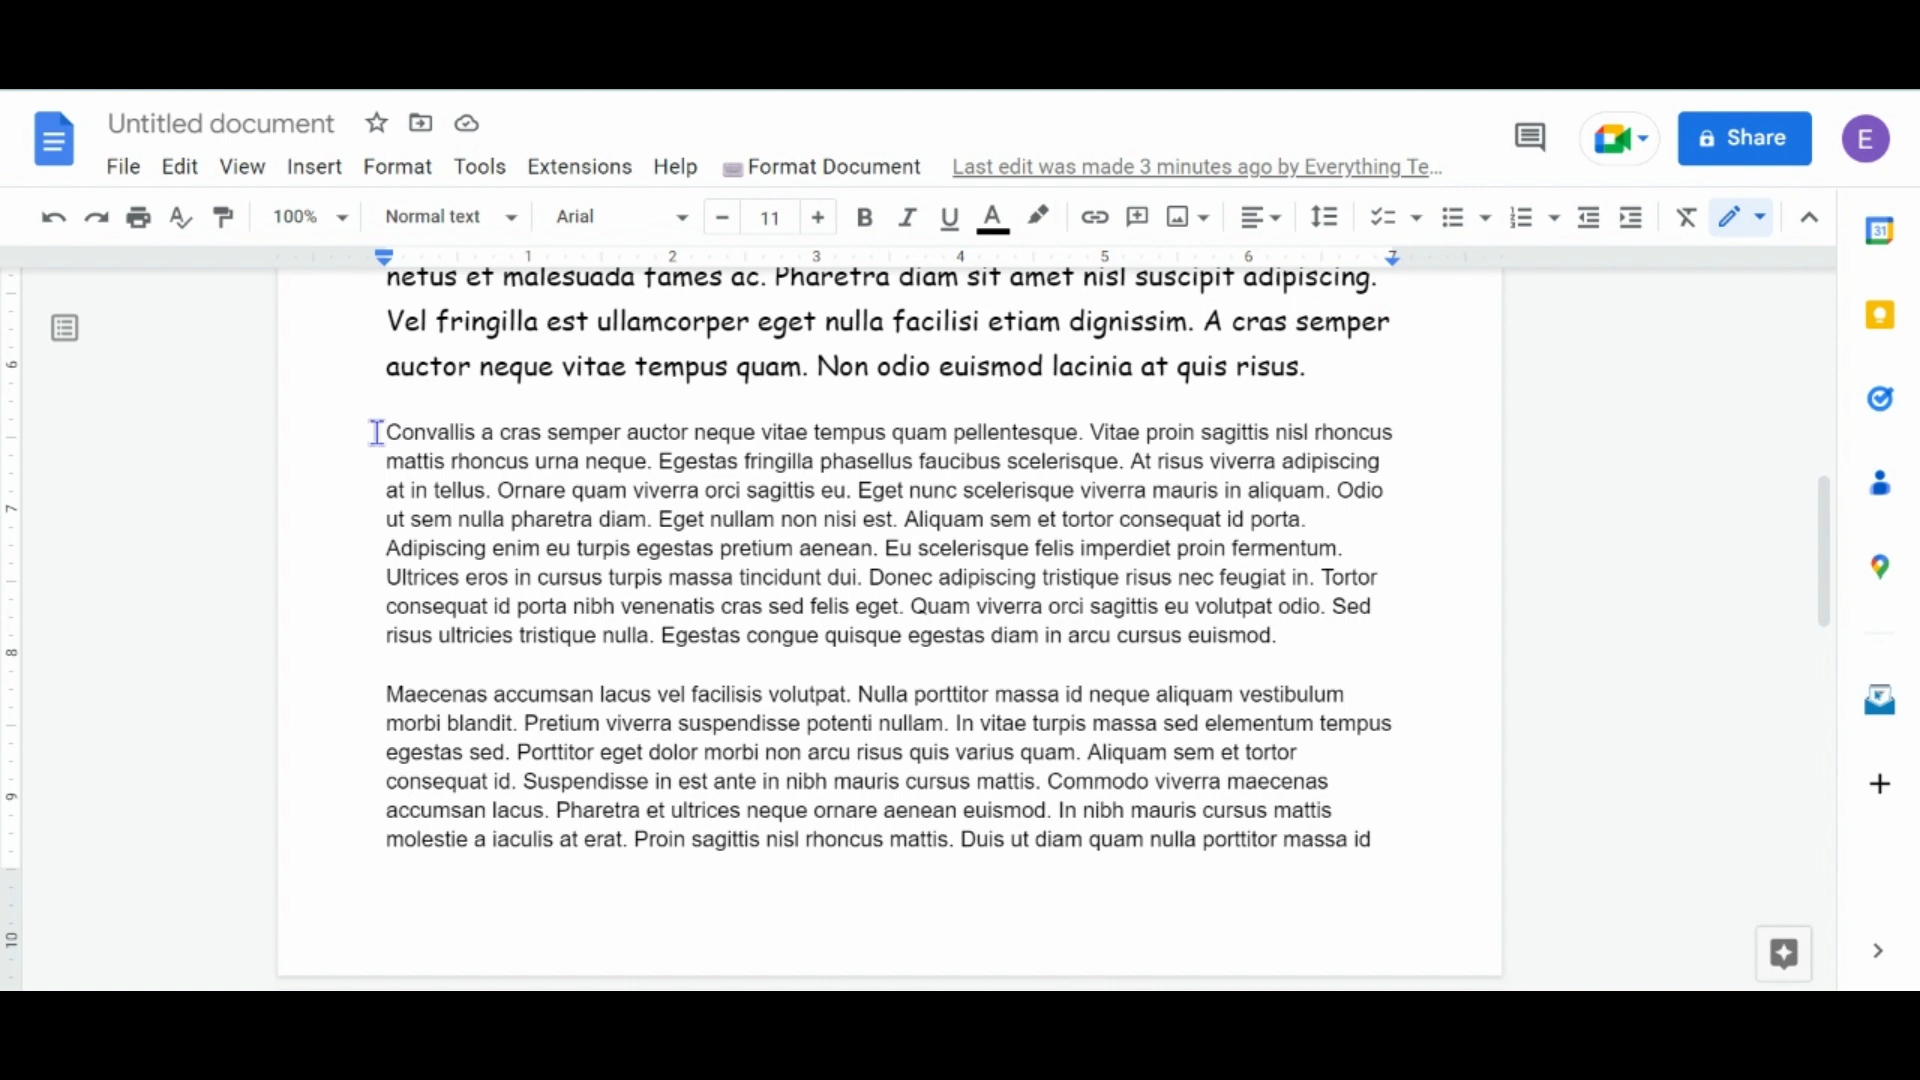 Untitled document
File Edit View Insert Format Tools Extensions Help Format Document Last edit was made 3 minutes ago by Everything Te...
Share
E
100% Normal text Arial 11
31
1 2 3 4 5 6 7
6
7
8
9
10
netus et malesuada fames ac. Pharetra diam sit amet nisl suscipit adipiscing.
Vel fringilla est ullamcorper eget nulla facilisi etiam dignissim. A cras semper
auctor neque vitae tempus quam. Non odio euismod lacinia at quis risus.
Convallis a cras semper auctor neque vitae tempus quam pellentesque. Vitae proin sagittis nisl rhoncus
mattis rhoncus urna neque. Egestas fringilla phasellus faucibus scelerisque. At risus viverra adipiscing
at in tellus. Ornare quam viverra orci sagittis eu. Eget nunc scelerisque viverra mauris in aliquam. Odio
ut sem nulla pharetra diam. Eget nullam non nisi est. Aliquam sem et tortor consequat id porta.
Adipiscing enim eu turpis egestas pretium aenean. Eu scelerisque felis imperdiet proin fermentum.
Ultrices eros in cursus turpis massa tincidunt dui. Donec adipiscing tristique risus nec feugiat in. Tortor
consequat id porta nibh venenatis cras sed felis eget. Quam viverra orci sagittis eu volutpat odio. Sed
risus ultricies tristique nulla. Egestas congue quisque egestas diam in arcu cursus euismod.
Maecenas accumsan lacus vel facilisis volutpat. Nulla porttitor massa id neque aliquam vestibulum
morbi blandit. Pretium viverra suspendisse potenti nullam. In vitae turpis massa sed elementum tempus
egestas sed. Porttitor eget dolor morbi non arcu risus quis varius quam. Aliquam sem et tortor
consequat id. Suspendisse in est ante in nibh mauris cursus mattis. Commodo viverra maecenas
accumsan lacus. Pharetra et ultrices neque ornare aenean euismod. In nibh mauris cursus mattis
molestie a iaculis at erat. Proin sagittis nisl rhoncus mattis. Duis ut diam quam nulla porttitor massa id